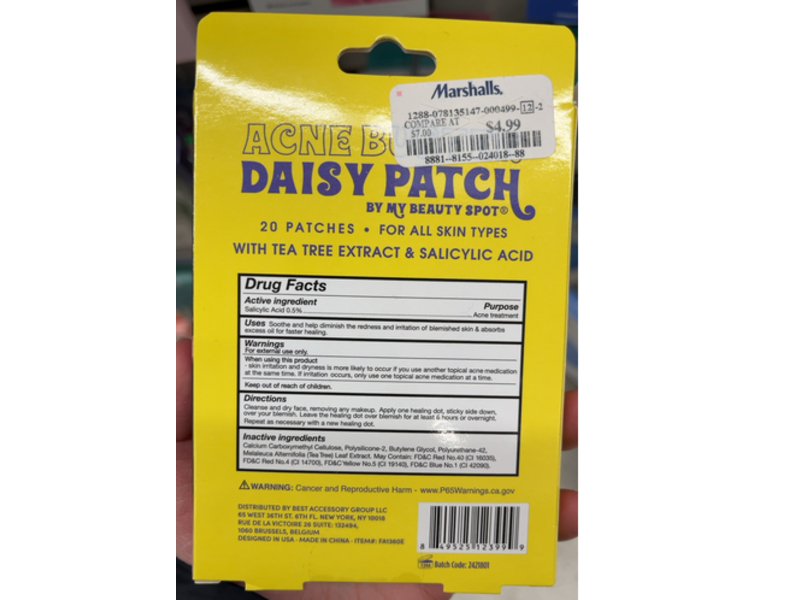 Marshalls.
1288-078135147-000499-12-2
COMPARE AT
$7.00
$4.99
8881--8155--024018--88
ACNE
DAISY PATCH
BY MY BEAUTY SPOT®
20 PATCHES • FOR ALL SKIN TYPES
WITH TEA TREE EXTRACT & SALICYLIC ACID
Drug Facts
Active ingredient Purpose
Salicylic Acid 0.5%........Acne treatment
Uses Soothe and help diminish the redness and irritation of blemished skin & absorbs
excess oil for faster healing.
Warnings
For external use only.
When using this product
- skin irritation and dryness is more likely to occur if you use another topical acne medication
at the same time. If irritation occurs, only use one topical acne medication at a time.
Keep out of reach of children.
Directions
Cleanse and dry face, removing any makeup. Apply one healing dot, sticky side down,
over your blemish. Leave the healing dot over blemish for at least 6 hours or overnight.
Repeat as necessary with a new healing dot.
Inactive ingredients
Calcium Carboxymethyl Cellulose, Polysilicone-2, Butylene Glycol, Polyurethane-42,
Melaleuca Alternifolia (Tea Tree) Leaf Extract. May Contain: FD&C Red No.40 (CI 16035),
FD&C Red No.4 (CI 14700), FD&C Yellow No.5 (CI 19140), FD&C Blue No.1 (CI 42090).
⚠WARNING: Cancer and Reproductive Harm - www.P65Warnings.ca.gov
DISTRIBUTED BY BEST ACCESSORY GROUP LLC
65 WEST 36TH ST. 6TH FL. NEW YORK, NY 10018
RUE DE LA VICTOIRE 26 SUITE: 132494,
1060 BRUSSELS, BELGIUM
DESIGNED IN USA - MADE IN CHINA - ITEM#: FA1980E
8 49525 12399 9
12M Batch Code: 2421801